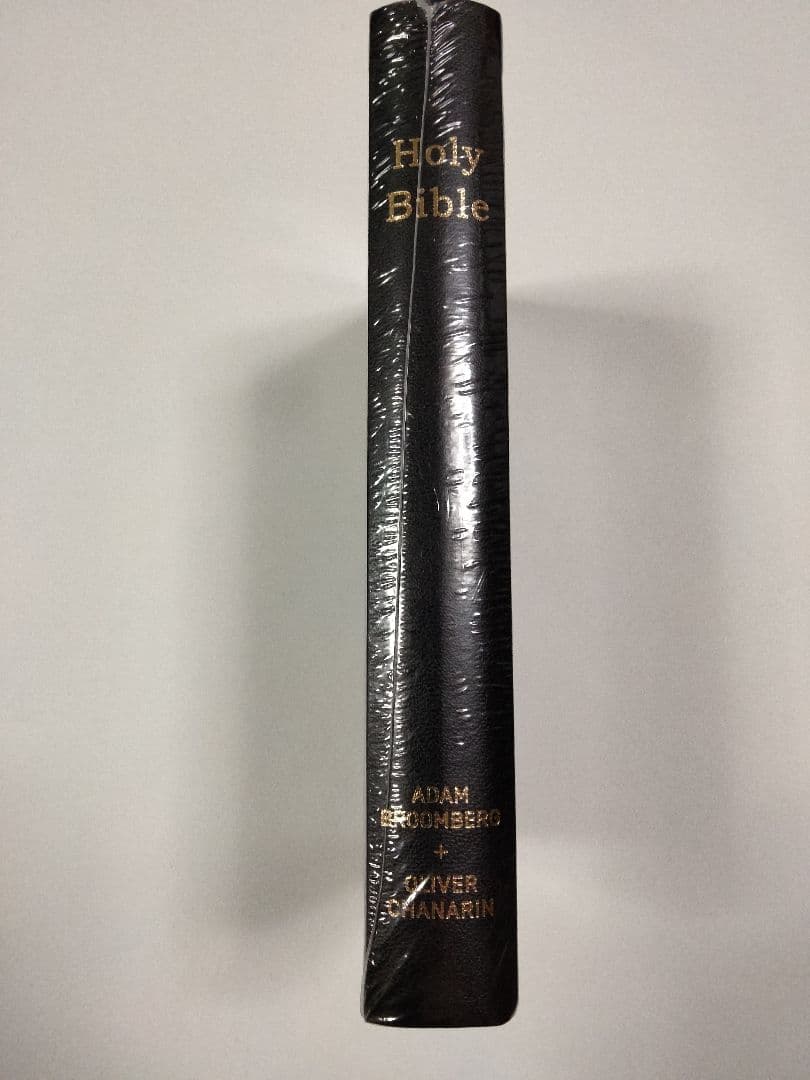 Holy
Bible
ADAM
BROOMBERG
+
OLIVER
CHANARIN